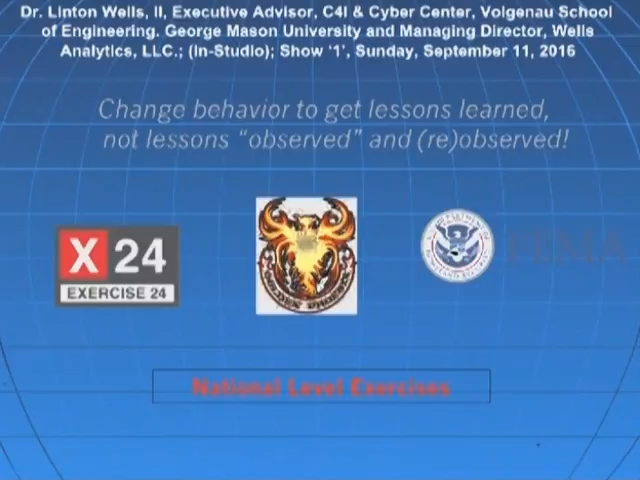 Dr. Linton Wells, II, Executive Advisor, C4I & Cyber Center, Volgenau School
of Engineering. George Mason University and Managing Director, Wells
Analytics, LLC.; (In-Studio); Show ‘1’, Sunday, September 11, 2016
Change behavior to get lessons learned,
not lessons “observed” and (re)observed!
X 24
EXERCISE 24
FEMA
National Level Exercises